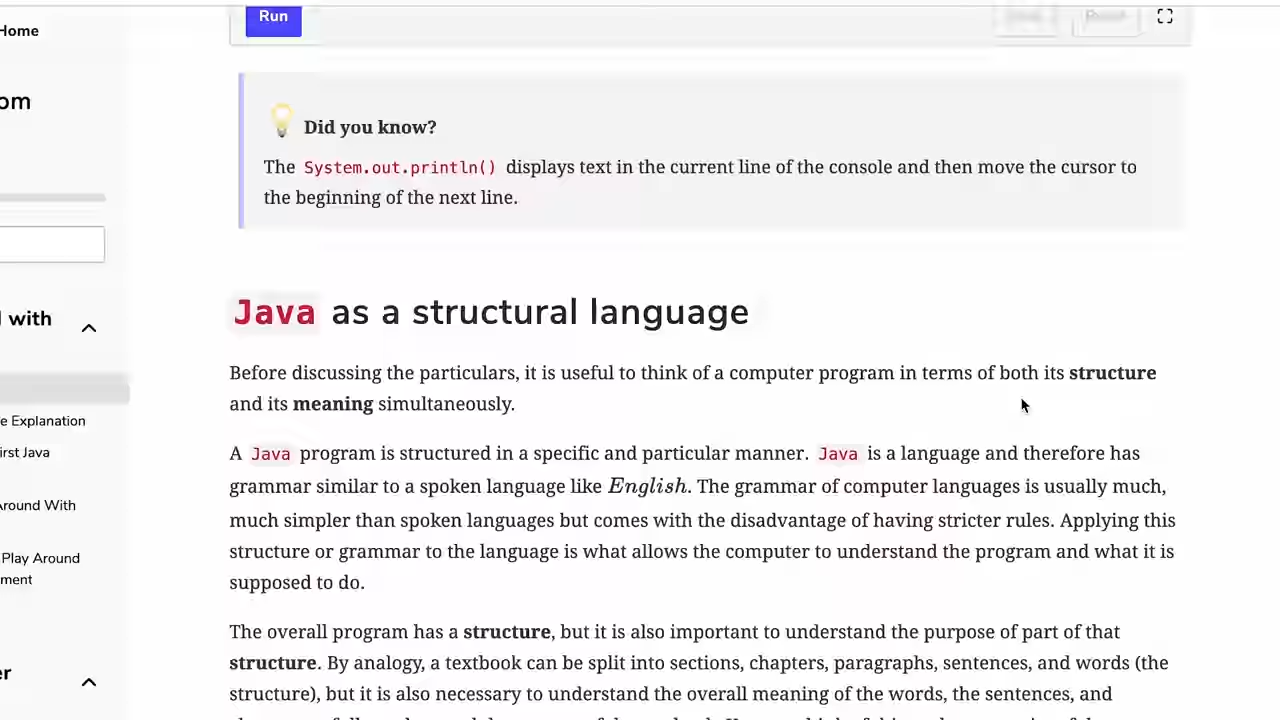 Home
Run
om
Did you know?
The System.out.println() displays text in the current line of the console and then move the cursor to
the beginning of the next line.
with
Java as a structural language
Before discussing the particulars, it is useful to think of a computer program in terms of both its structure
and its meaning simultaneously.
e Explanation
irst Java
A Java program is structured in a specific and particular manner. Java is a language and therefore has
grammar similar to a spoken language like English. The grammar of computer languages is usually much,
Around With
much simpler than spoken languages but comes with the disadvantage of having stricter rules. Applying this
structure or grammar to the language is what allows the computer to understand the program and what it is
Play Around
ment
supposed to do.
The overall program has a structure, but it is also important to understand the purpose of part of that
structure. By analogy, a textbook can be split into sections, chapters, paragraphs, sentences, and words (the
er
structure), but it is also necessary to understand the overall meaning of the words, the sentences, and